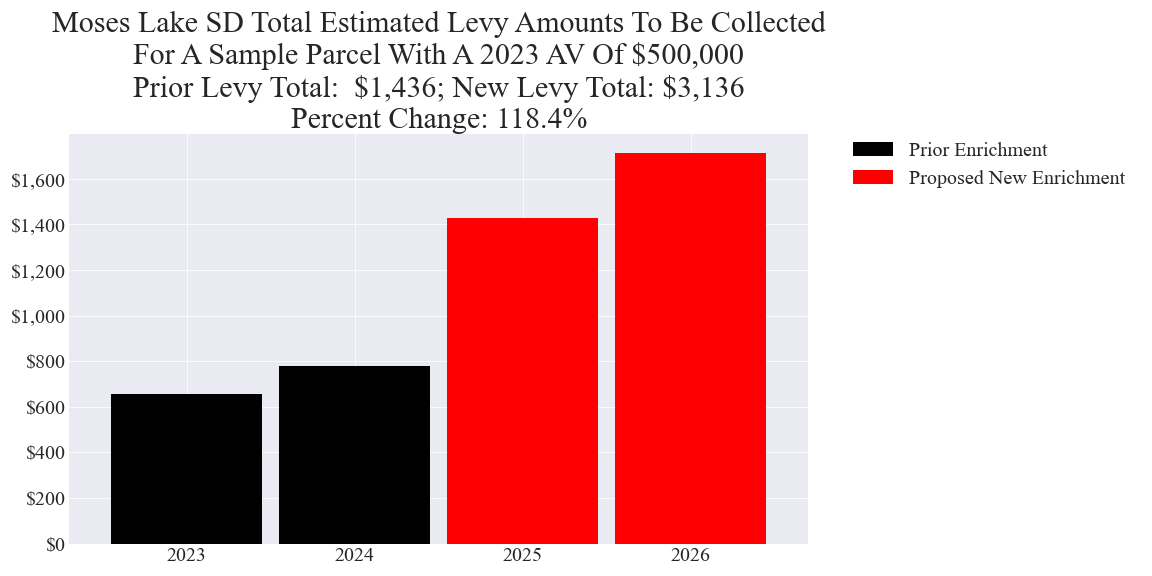 Moses Lake SD Total Estimated Levy Amounts To Be Collected
For A Sample Parcel With A 2023 AV Of $500,000
Prior Levy Total:  $1,436; New Levy Total: $3,136
Percent Change: 118.4%
Prior Enrichment
Proposed New Enrichment
$1,600
$1,400
$1,200
$1,000
$800
$600
$400
$200
$0
2023 2024 2025 2026